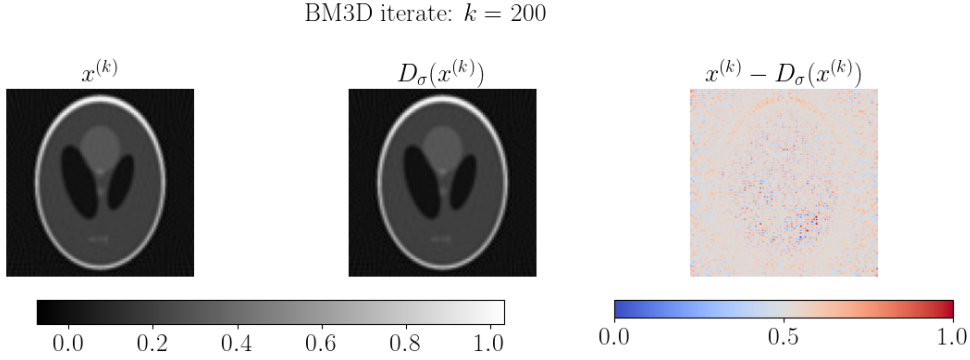 BM3D iterate: k = 200
x^{(k)}
D_σ(x^{(k)})
x^{(k)} − D_σ(x^{(k)})
0.0 0.2 0.4 0.6 0.8 1.0
0.0 0.5 1.0